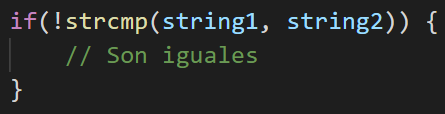 if(!strcmp(string1, string2)) {
    // Son iguales
}